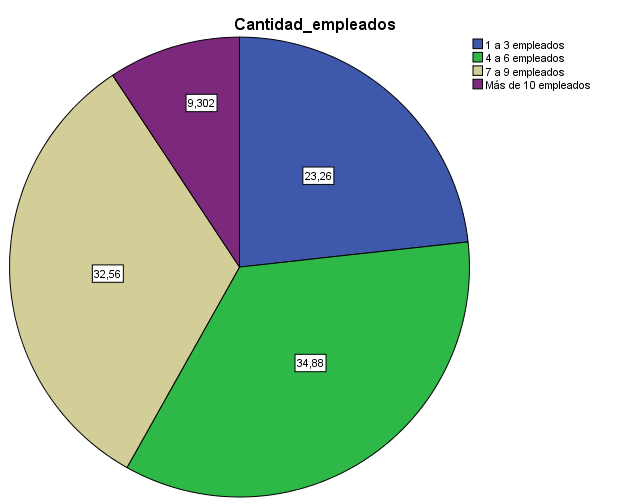 Cantidad_empleados
1 a 3 empleados
4 a 6 empleados
7 a 9 empleados
Más de 10 empleados
9,302
23,26
32,56
34,88